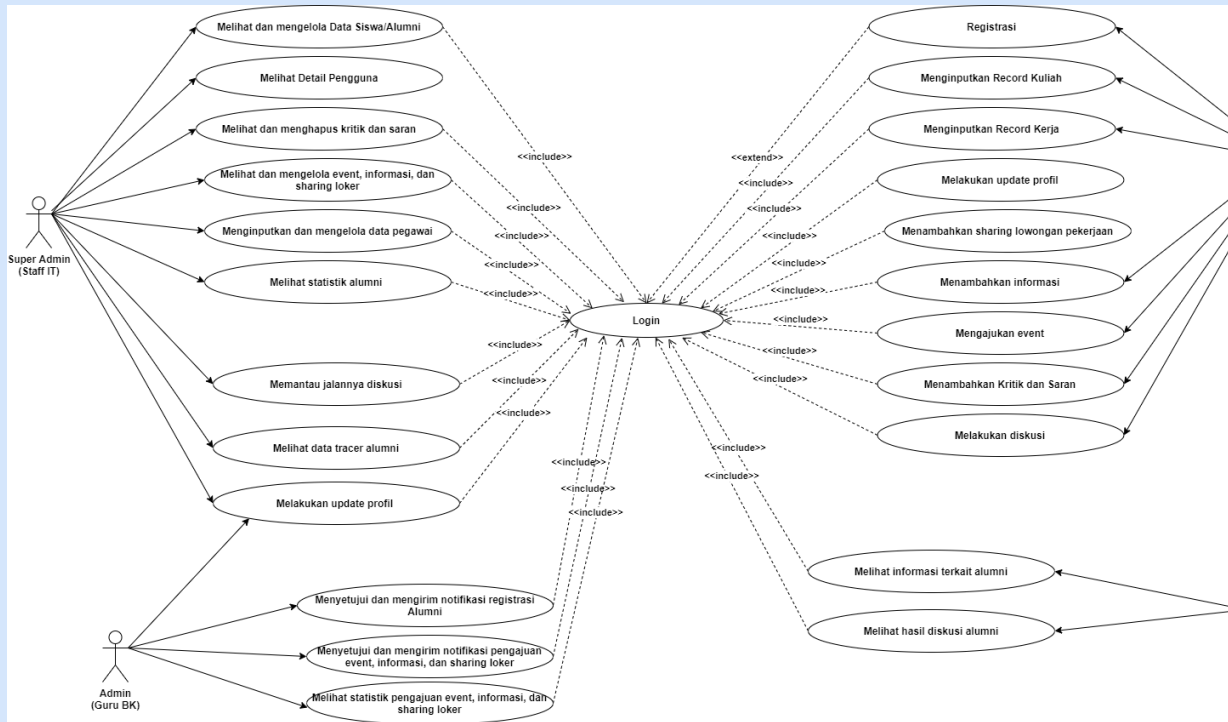 Melihat dan mengelola Data Siswa/Alumni
Melihat Detail Pengguna
Melihat dan menghapus kritik dan saran
Melihat dan mengelola event, informasi, dan
sharing loker
Menginputkan dan mengelola data pegawai
Melihat statistik alumni
Memantau jalannya diskusi
Melihat data tracer alumni
Melakukan update profil
Super Admin
(Staff IT)
Menyetujui dan mengirim notifikasi registrasi
Alumni
Menyetujui dan mengirim notifikasi pengajuan
event, informasi, dan sharing loker
Melihat statistik pengajuan event, informasi, dan
sharing loker
Admin
(Guru BK)
<<include>>
<<include>>
<<include>>
<<include>>
<<include>>
<<include>>
<<include>>
<<include>>
<<include>>
<<include>>
<<include>>
Login
<<extend>>
<<include>>
<<include>>
<<include>>
<<include>>
<<include>>
<<include>>
<<include>>
<<include>>
<<include>>
<<include>>
Registrasi
Menginputkan Record Kuliah
Menginputkan Record Kerja
Melakukan update profil
Menambahkan sharing lowongan pekerjaan
Menambahkan informasi
Mengajukan event
Menambahkan Kritik dan Saran
Melakukan diskusi
Melihat informasi terkait alumni
Melihat hasil diskusi alumni